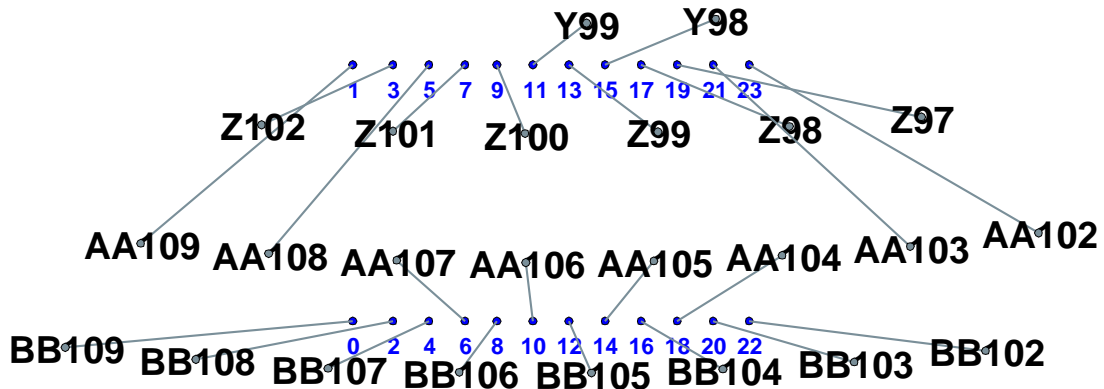 Y99 Y98
1 3 5 7 9 11 13 15 17 19 21 23
Z102 Z101 Z100 Z99 Z98 Z97
AA109 AA108 AA107 AA106 AA105 AA104 AA103 AA102
0 2 4 6 8 10 12 14 16 18 20 22
BB109 BB108 BB107 BB106 BB105 BB104 BB103 BB102